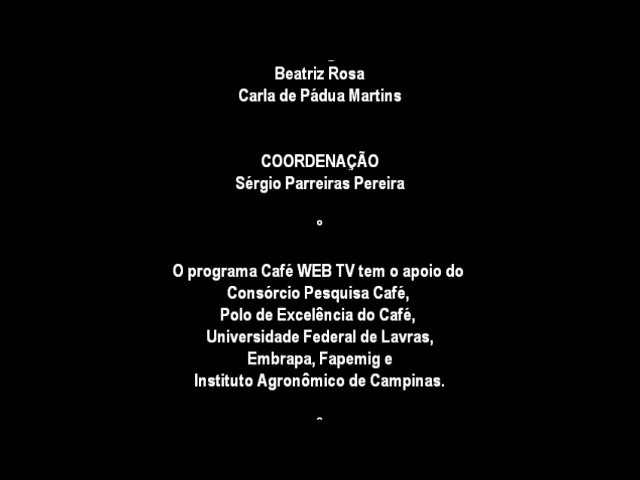 Beatriz Rosa
Carla de Pádua Martins
COORDENAÇÃO
Sérgio Parreiras Pereira
º
O programa Café WEB TV tem o apoio do
Consórcio Pesquisa Café,
Polo de Excelência do Café,
Universidade Federal de Lavras,
Embrapa, Fapemig e
Instituto Agronômico de Campinas.